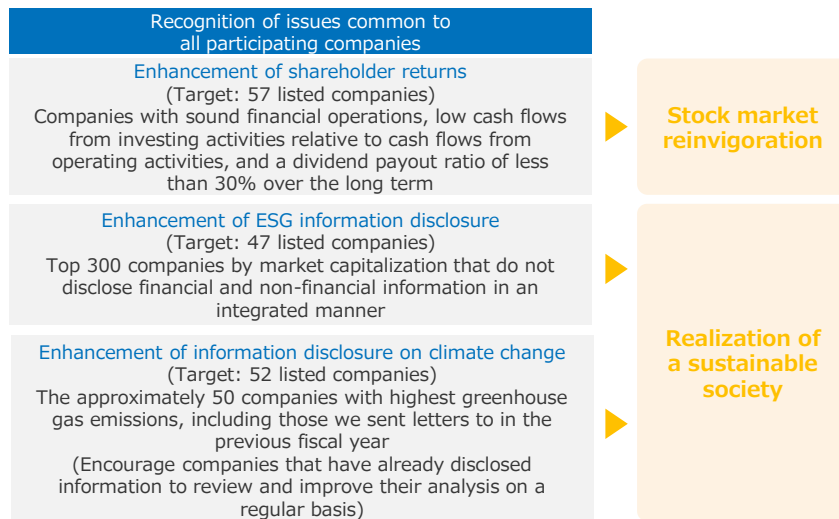 Recognition of issues common to
all participating companies
Enhancement of shareholder returns
(Target: 57 listed companies)
Companies with sound financial operations, low cash flows
from investing activities relative to cash flows from
operating activities, and a dividend payout ratio of less
than 30% over the long term
Stock market
reinvigoration
Enhancement of ESG information disclosure
(Target: 47 listed companies)
Top 300 companies by market capitalization that do not
disclose financial and non-financial information in an
integrated manner
Enhancement of information disclosure on climate change
(Target: 52 listed companies)
The approximately 50 companies with highest greenhouse
gas emissions, including those we sent letters to in the
previous fiscal year
(Encourage companies that have already disclosed
information to review and improve their analysis on a
regular basis)
Realization of
a sustainable
society